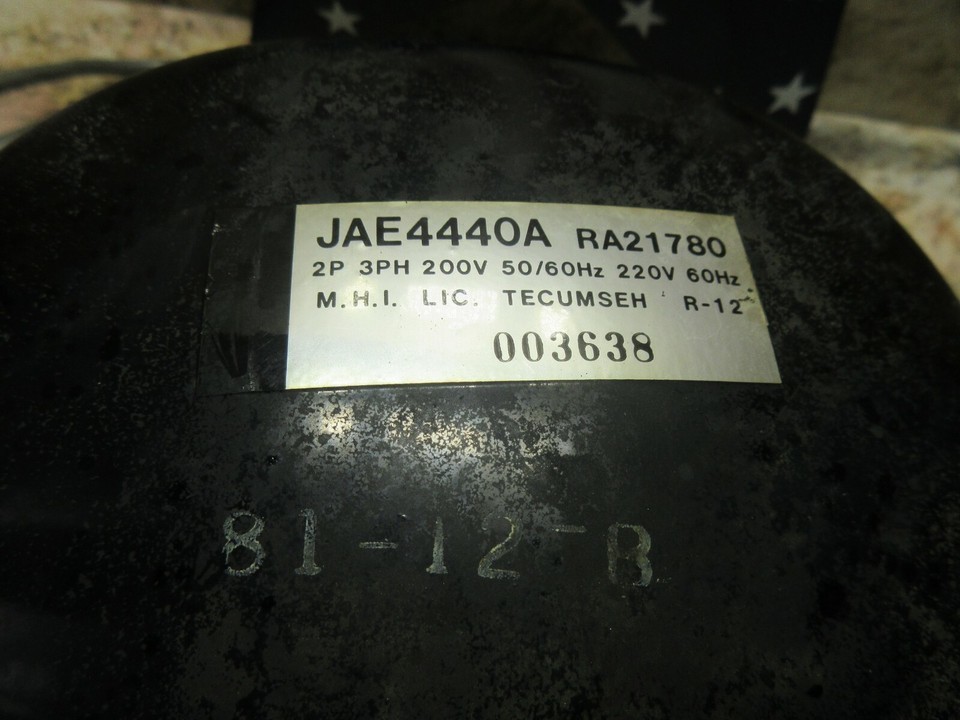 JAE4440A RA21780
2P 3PH 200V 50/60Hz 220V 60Hz
M.H.I. LIC. TECUMSEH R-12
003638
81-12-B